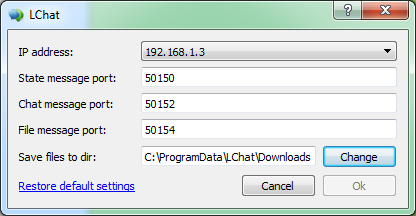 LChat
IP address: 192.168.1.3
State message port: 50150
Chat message port: 50152
File message port: 50154
Save files to dir: C:\ProgramData\LChat\Downloads Change
Restore default settings Cancel Ok